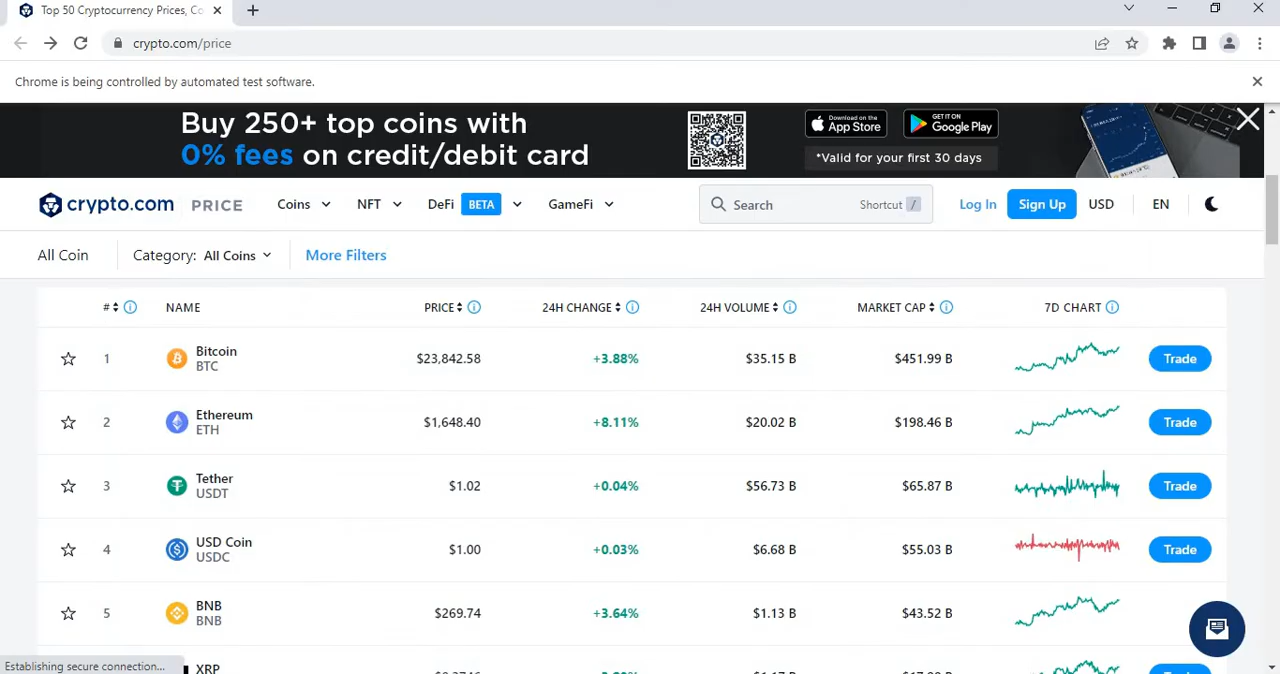 Top 50 Cryptocurrency Prices, Co
crypto.com/price
Chrome is being controlled by automated test software.
Buy 250+ top coins with
0% fees on credit/debit card
Download on the
App Store
GET IT ON
Google Play
*Valid for your first 30 days
crypto.com PRICE Coins NFT DeFi BETA GameFi Search Shortcut / Log In Sign Up USD EN
All Coin Category: All Coins More Filters
# NAME PRICE 24H CHANGE 24H VOLUME MARKET CAP 7D CHART
1 Bitcoin BTC $23,842.58 +3.88% $35.15 B $451.99 B Trade
2 Ethereum ETH $1,648.40 +8.11% $20.02 B $198.46 B Trade
3 Tether USDT $1.02 +0.04% $56.73 B $65.87 B Trade
4 USD Coin USDC $1.00 +0.03% $6.68 B $55.03 B Trade
5 BNB BNB $269.74 +3.64% $1.13 B $43.52 B Trade
Establishing secure connection... XRP